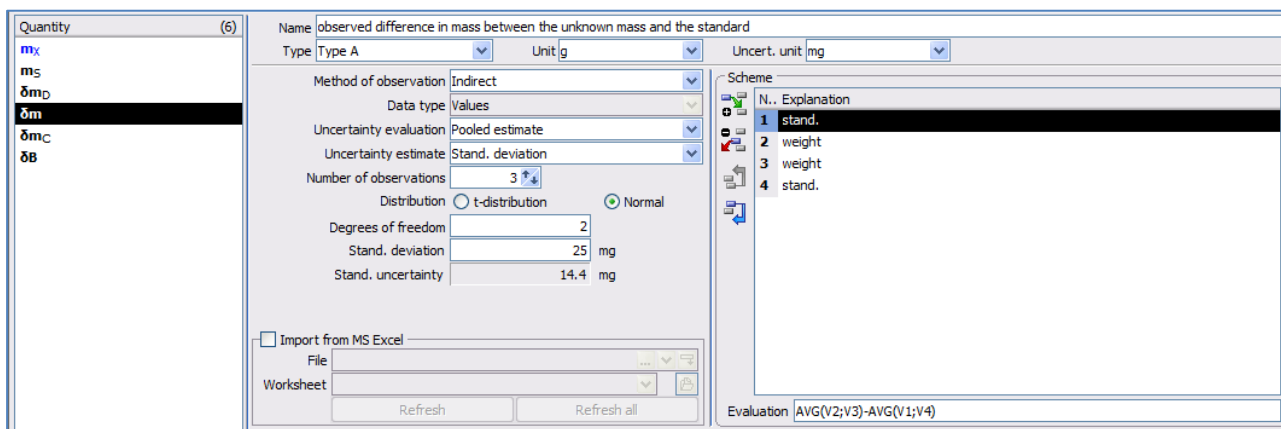 Quantity (6)
mX
mS
δmD
δm
δmC
δB
Name observed difference in mass between the unknown mass and the standard
Type Type A Unit g Uncert. unit mg
Method of observation Indirect
Data type Values
Uncertainty evaluation Pooled estimate
Uncertainty estimate Stand. deviation
Number of observations 3
Distribution t-distribution Normal
Degrees of freedom 2
Stand. deviation 25 mg
Stand. uncertainty 14.4 mg
Import from MS Excel
File ...
Worksheet
Refresh Refresh all
Scheme
N.. Explanation
1 stand.
2 weight
3 weight
4 stand.
Evaluation AVG(V2;V3)-AVG(V1;V4)